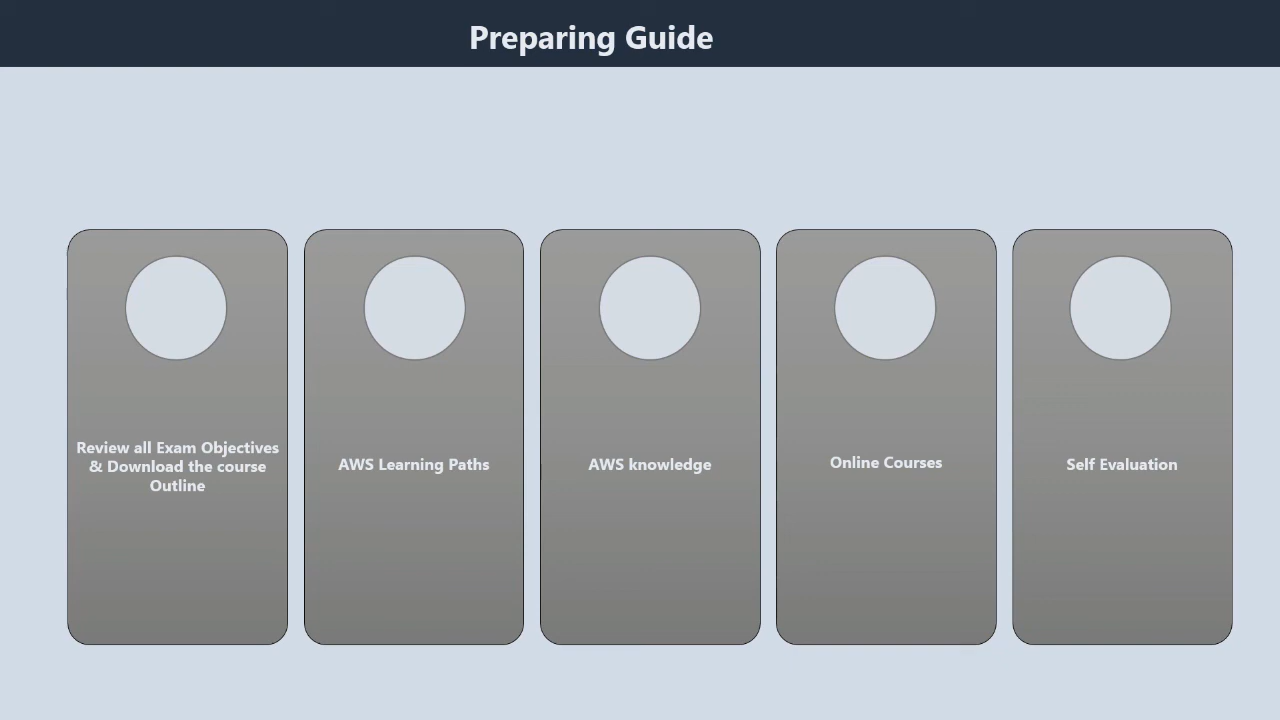 Preparing Guide
Review all Exam Objectives
& Download the course
Outline
AWS Learning Paths
AWS knowledge
Online Courses
Self Evaluation